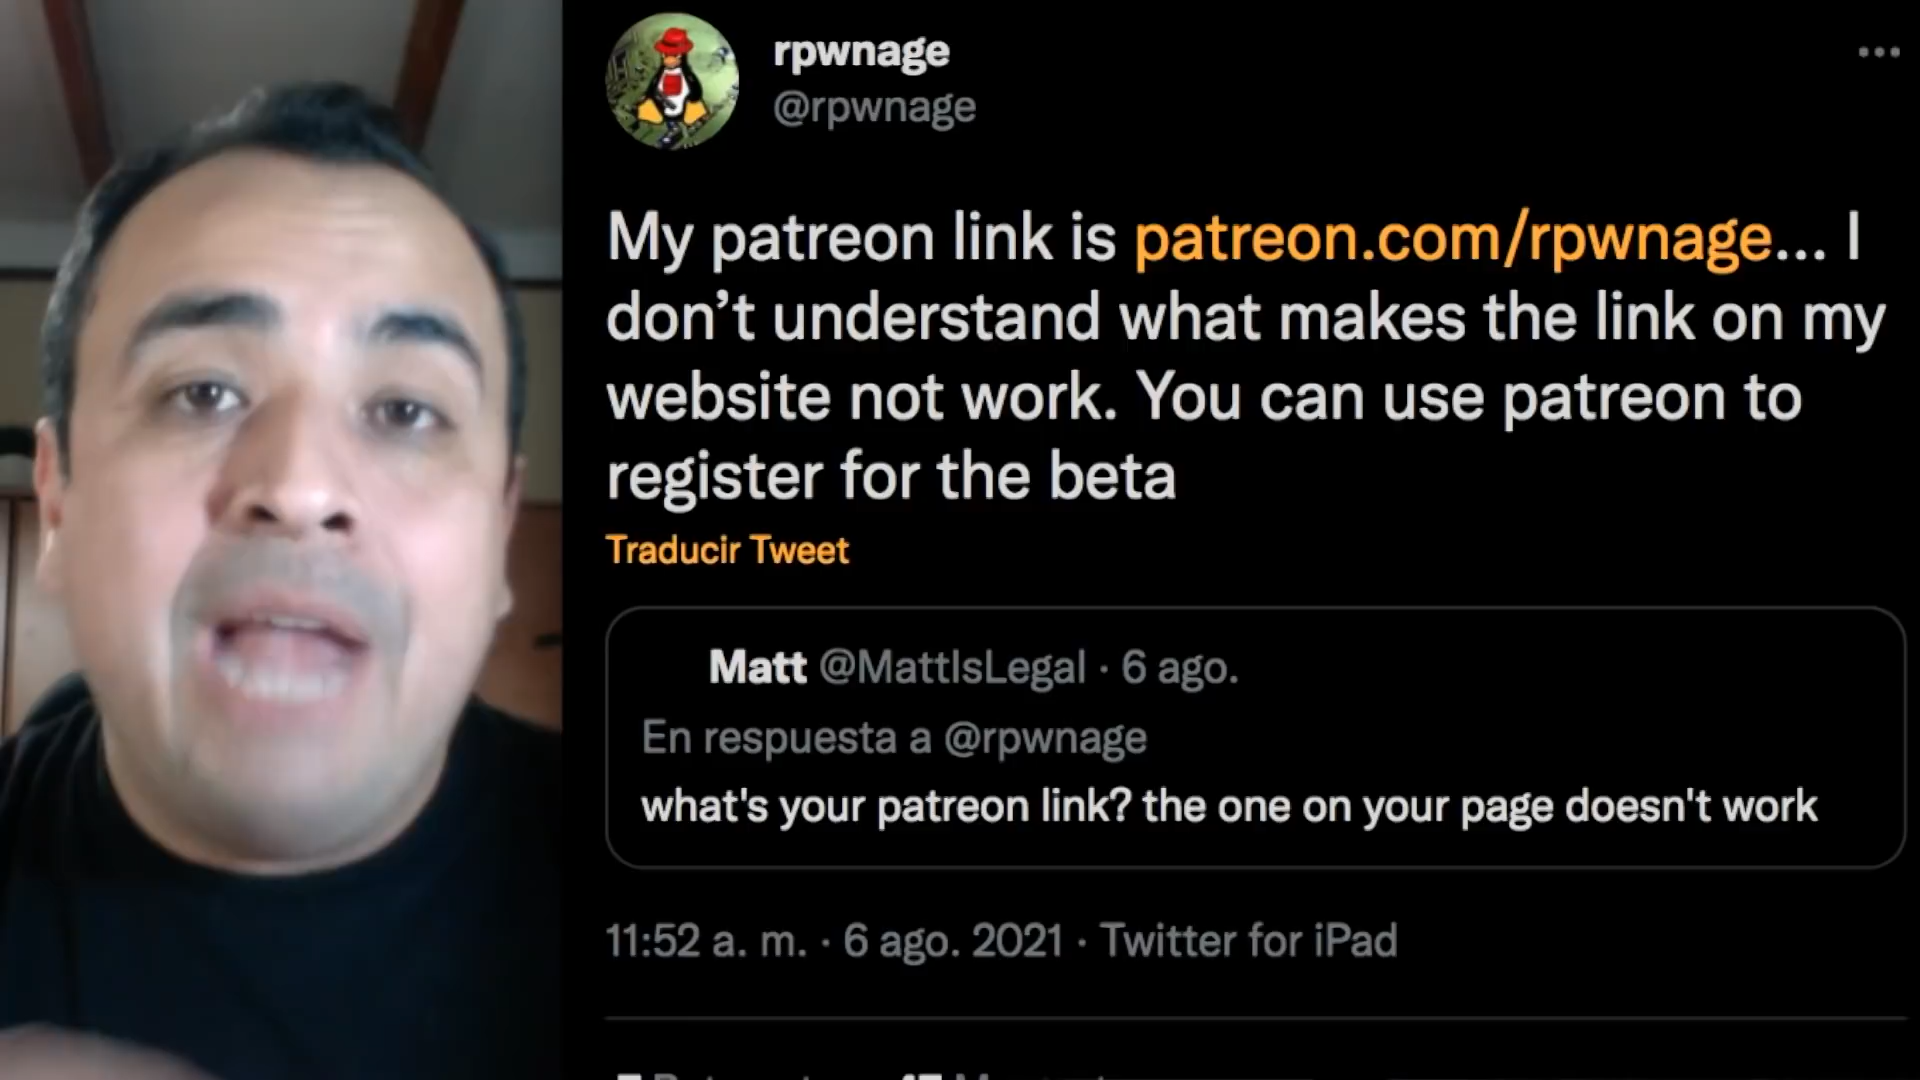 rpwnage
@rpwnage
My patreon link is patreon.com/rpwnage... I
don’t understand what makes the link on my
website not work. You can use patreon to
register for the beta
Traducir Tweet
Matt @MattIsLegal · 6 ago.
En respuesta a @rpwnage
what's your patreon link? the one on your page doesn't work
11:52 a. m. · 6 ago. 2021 · Twitter for iPad